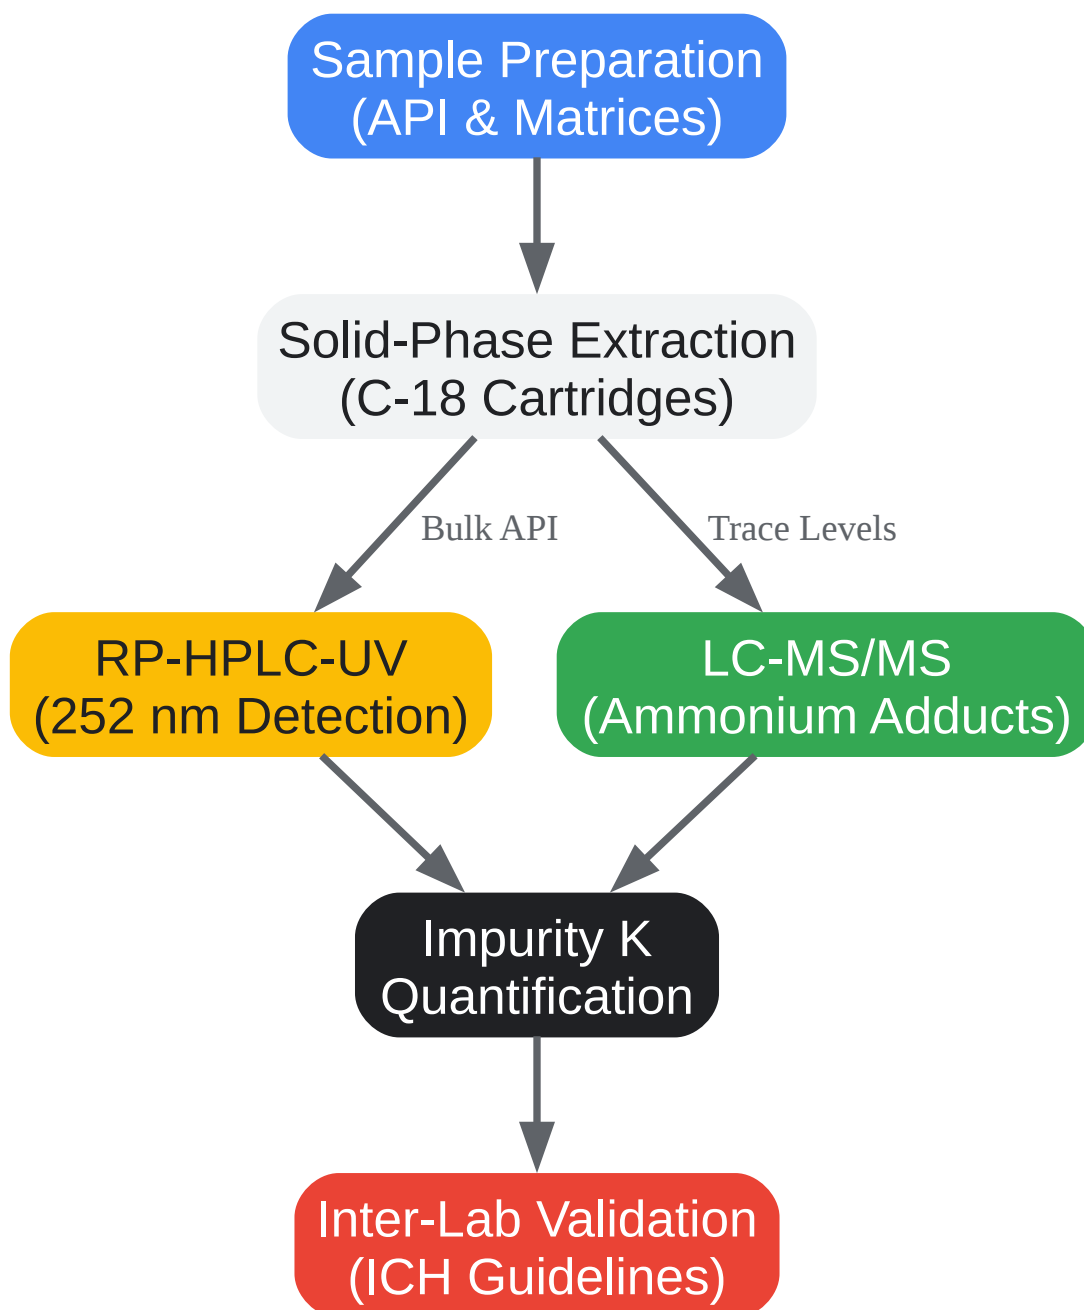 Sample Preparation
(API & Matrices)
Solid-Phase Extraction
(C-18 Cartridges)
Bulk API
Trace Levels
RP-HPLC-UV
(252 nm Detection)
LC-MS/MS
(Ammonium Adducts)
Impurity K
Quantification
Inter-Lab Validation
(ICH Guidelines)